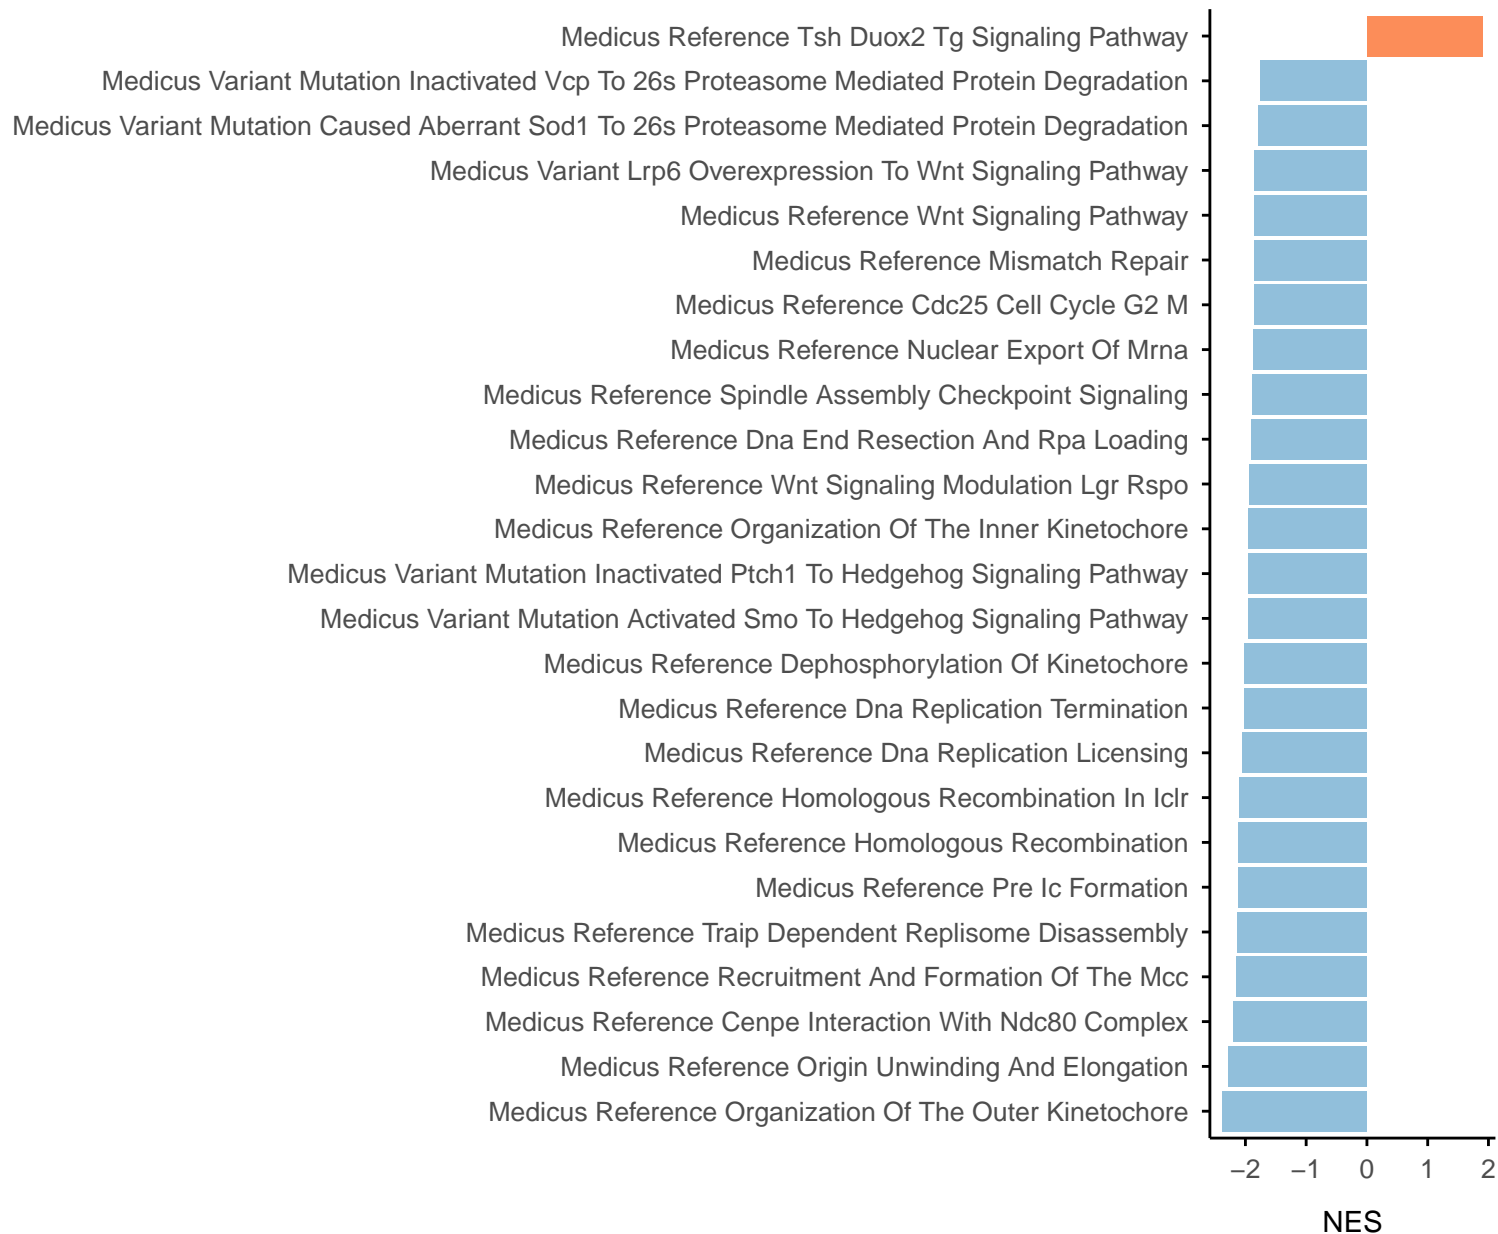 Medicus Reference Tsh Duox2 Tg Signaling Pathway
Medicus Variant Mutation Inactivated Vcp To 26s Proteasome Mediated Protein Degradation
Medicus Variant Mutation Caused Aberrant Sod1 To 26s Proteasome Mediated Protein Degradation
Medicus Variant Lrp6 Overexpression To Wnt Signaling Pathway
Medicus Reference Wnt Signaling Pathway
Medicus Reference Mismatch Repair
Medicus Reference Cdc25 Cell Cycle G2 M
Medicus Reference Nuclear Export Of Mrna
Medicus Reference Spindle Assembly Checkpoint Signaling
Medicus Reference Dna End Resection And Rpa Loading
Medicus Reference Wnt Signaling Modulation Lgr Rspo
Medicus Reference Organization Of The Inner Kinetochore
Medicus Variant Mutation Inactivated Ptch1 To Hedgehog Signaling Pathway
Medicus Variant Mutation Activated Smo To Hedgehog Signaling Pathway
Medicus Reference Dephosphorylation Of Kinetochore
Medicus Reference Dna Replication Termination
Medicus Reference Dna Replication Licensing
Medicus Reference Homologous Recombination In Iclr
Medicus Reference Homologous Recombination
Medicus Reference Pre Ic Formation
Medicus Reference Traip Dependent Replisome Disassembly
Medicus Reference Recruitment And Formation Of The Mcc
Medicus Reference Cenpe Interaction With Ndc80 Complex
Medicus Reference Origin Unwinding And Elongation
Medicus Reference Organization Of The Outer Kinetochore
−2 −1 0 1 2
NES